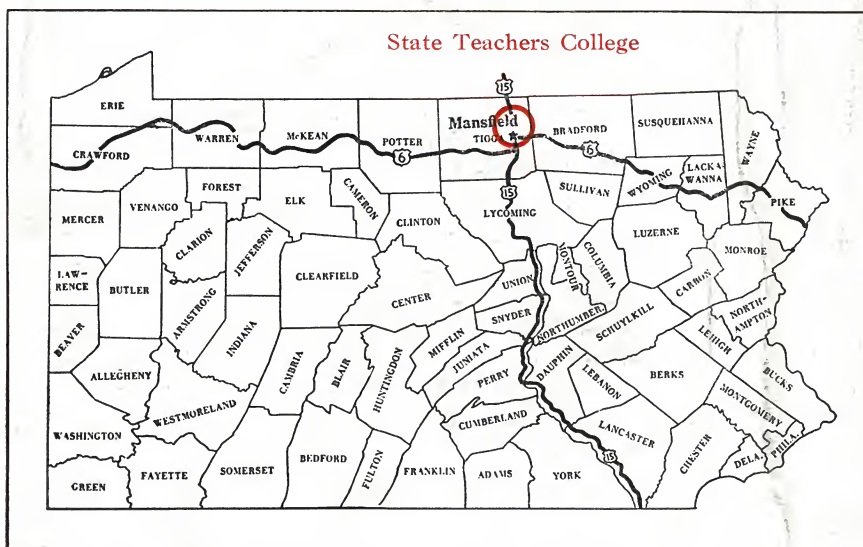 State Teachers College
15
ERIE
Mansfield
SUSQUEHANNA
WARREN
McKEAN
POTTER
TIOGA
BRADFORD
WAYNE
CRAWFORD
6
6
LACKA-
WANNA
WYOMING
FOREST
ELK
CAMERON
15
SULLIVAN
PIKE
MERCER
VENANGO
CLINTON
LYCOMING
CLARION
JEFFERSON
LUZERNE
MONROE
LAW-
RENCE
BUTLER
CLEARFIELD
MONTOUR
COLUMBIA
CARBON
ARMSTRONG
INDIANA
CENTER
UNION
SNYDER
NORTHUMBER.
SCHUYLKILL
NORTH-
AMPTON
BEAVER
MIFFLIN
LEHIGH
ALLEGHENY
CAMBRIA
BLAIR
HUNTINGDON
JUNIATA
PERRY
DAUPHIN
LEBANON
BERKS
BUCKS
WESTMORELAND
CUMBERLAND
MONTGOMERY
WASHINGTON
LANCASTER
PHILA.
GREEN
FAYETTE
SOMERSET
BEDFORD
FULTON
FRANKLIN
ADAMS
YORK
15
CHESTER
DELA.